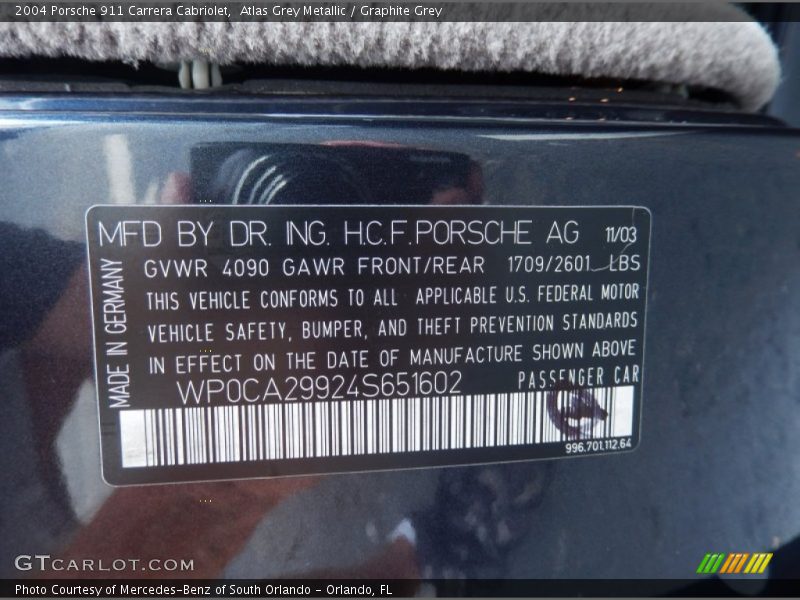 2004 Porsche 911 Carrera Cabriolet,  Atlas Grey Metallic / Graphite Grey
MFD BY DR. ING. H.C.F.PORSCHE AG 11/03
GVWR 4090 GAWR FRONT/REAR 1709/2601 LBS
THIS VEHICLE CONFORMS TO ALL APPLICABLE U.S. FEDERAL MOTOR
VEHICLE SAFETY, BUMPER, AND THEFT PREVENTION STANDARDS
IN EFFECT ON THE DATE OF MANUFACTURE SHOWN ABOVE
WP0CA29924S651602 PASSENGER CAR
996.701.112.64
MADE IN GERMANY
GTCARLOT.COM
Photo Courtesy of Mercedes-Benz of South Orlando - Orlando, FL